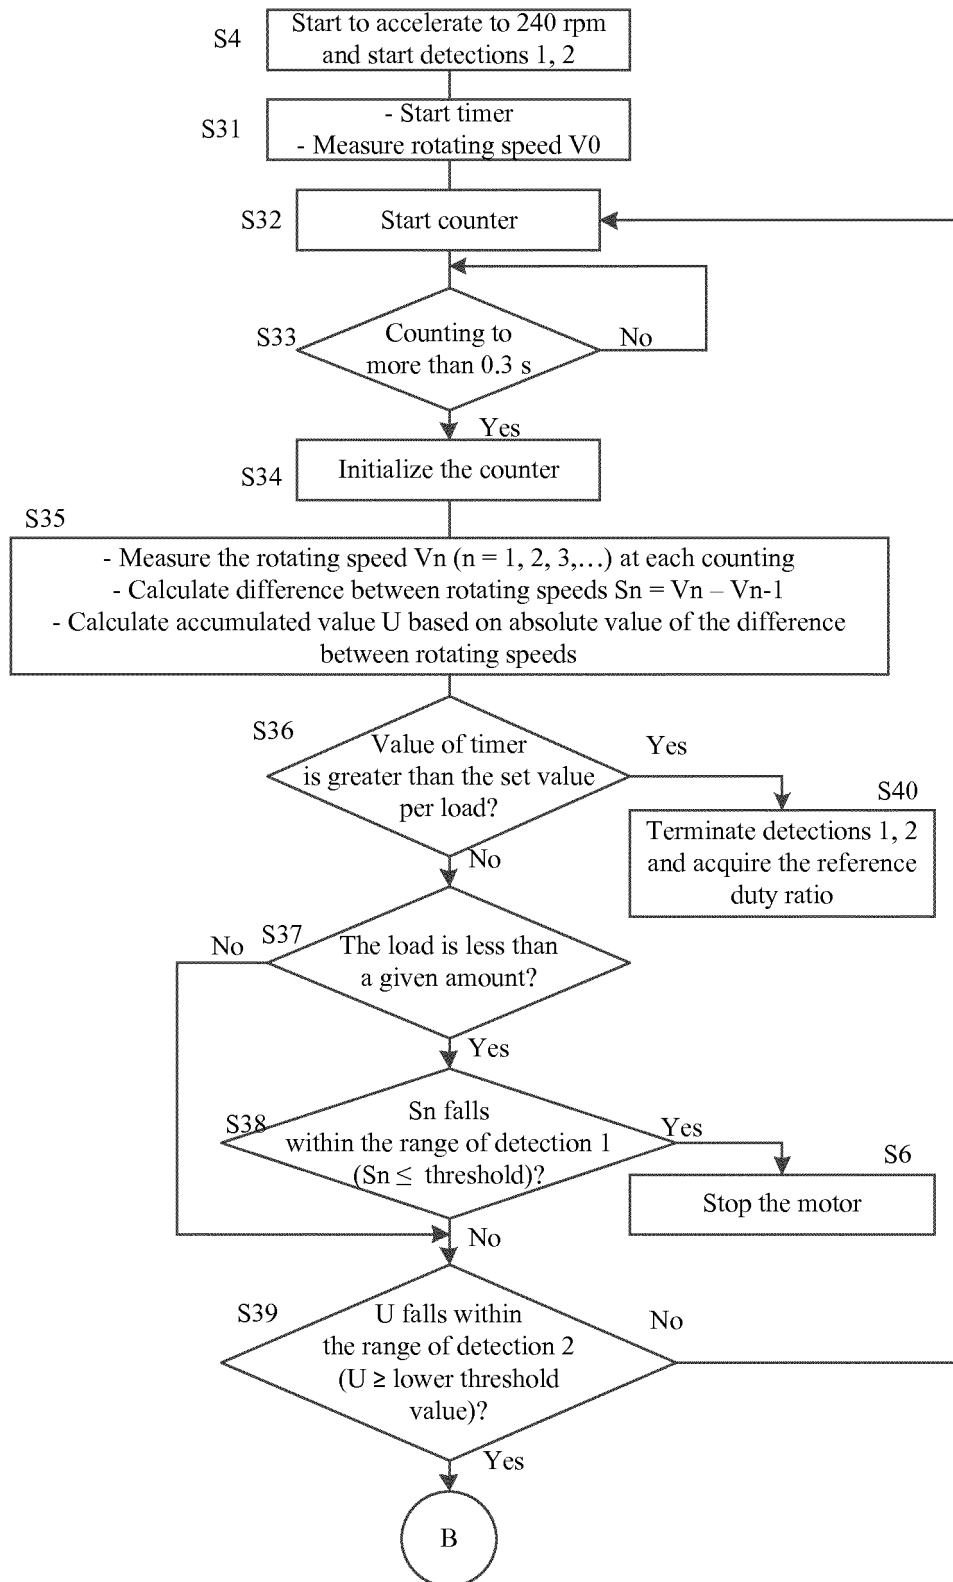 S4
Start to accelerate to 240 rpm
and start detections 1, 2
S31
- Start timer
- Measure rotating speed V0
S32
Start counter
S33
Counting to
more than 0.3 s
No
Yes
S34
Initialize the counter
S35
- Measure the rotating speed Vn (n = 1, 2, 3,…) at each counting
- Calculate difference between rotating speeds Sn = Vn – Vn-1
- Calculate accumulated value U based on absolute value of the difference
between rotating speeds
S36
Value of timer
is greater than the set value
per load?
Yes
S40
Terminate detections 1, 2
and acquire the reference
duty ratio
No
S37
No
The load is less than
a given amount?
Yes
S38
Sn falls
within the range of detection 1
(Sn ≤ threshold)?
Yes
S6
Stop the motor
No
S39
U falls within
the range of detection 2
(U ≥ lower threshold
value)?
No
Yes
B